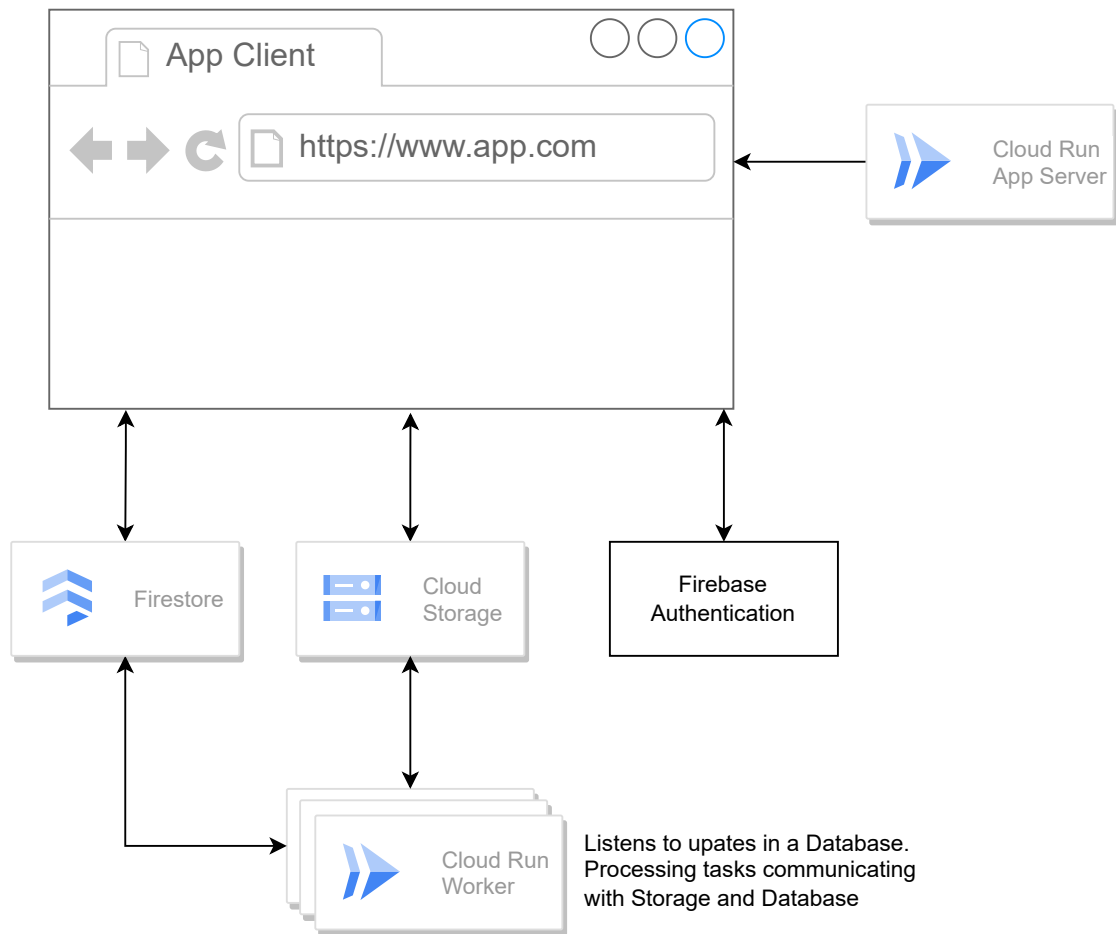 App Client
https://www.app.com
Cloud Run
App Server
Firestore
Cloud
Storage
Firebase
Authentication
Cloud Run
Worker
Listens to upates in a Database.
Processing tasks communicating
with Storage and Database